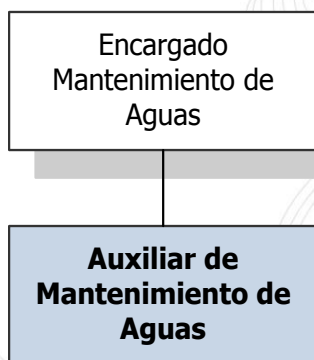 Encargado
Mantenimiento de
Aguas
Auxiliar de
Mantenimiento de
Aguas